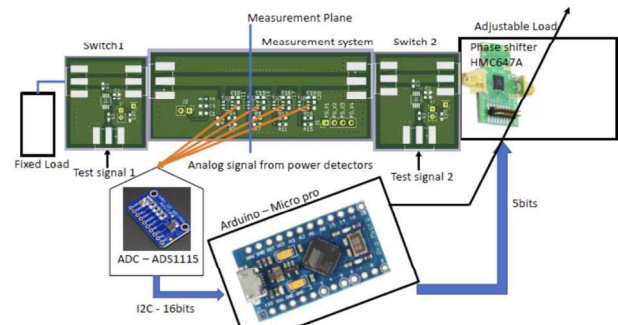 Measurement Plane
Adjustable Load
Switch1
Measurement system
Switch 2
Phase shifter
HMC647A
Fixed Load
Test signal 1
Analog signal from power detectors
Test signal 2
Arduino – Micro pro
5bits
ADC – ADS1115
I2C - 16bits